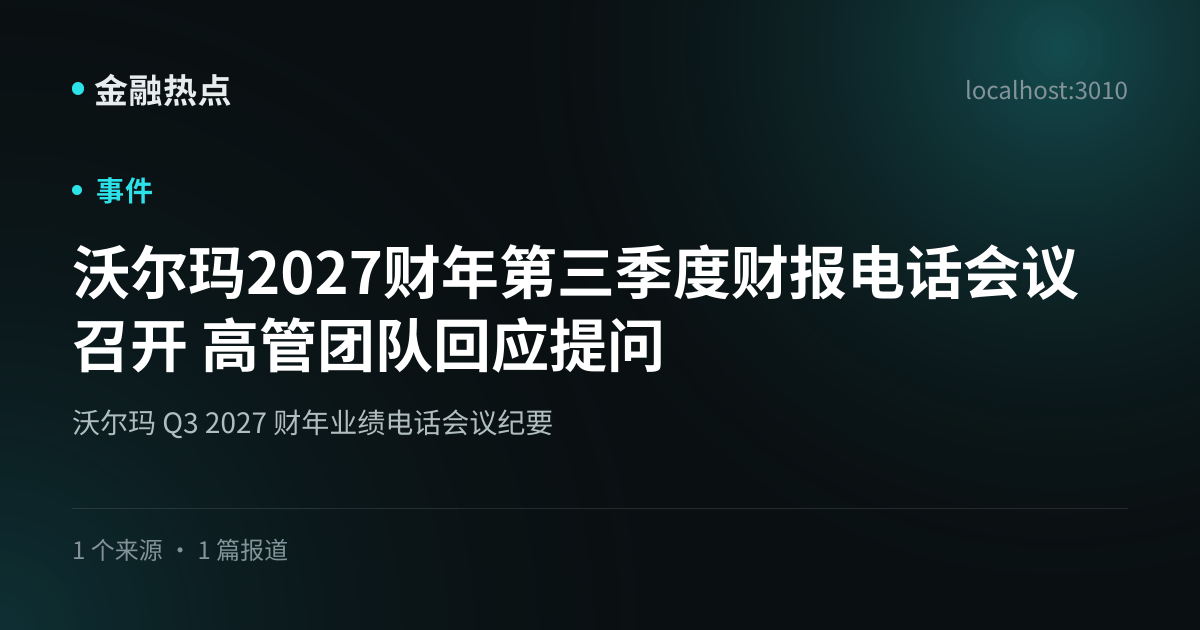 金融热点
localhost:3010
事件
沃尔玛2027财年第三季度财报电话会议
召开 高管团队回应提问
沃尔玛 Q3 2027 财年业绩电话会议纪要
1 个来源 · 1 篇报道